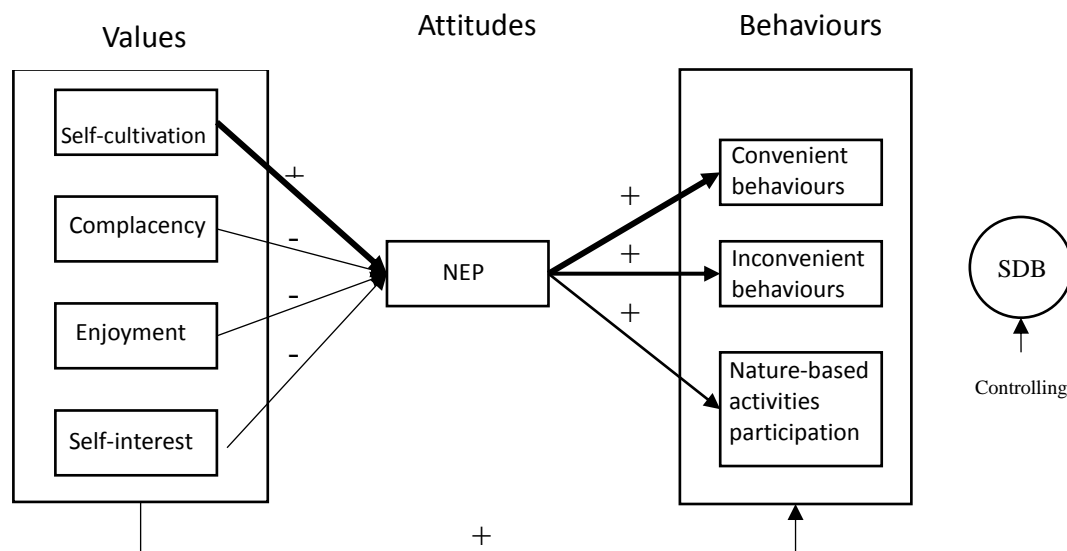 Values
Attitudes
Behaviours
Self-cultivation
+
Complacency
-
Enjoyment
-
Self-interest
-
NEP
+
+
+
Convenient
behaviours
Inconvenient
behaviours
Nature-based
activities
participation
SDB
Controlling
+